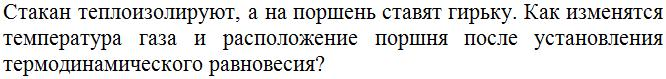 Стакан теплоизолируют, а на поршень ставят гирьку. Как изменятся
температура газа и расположение поршня после установления
термодинамического равновесия?